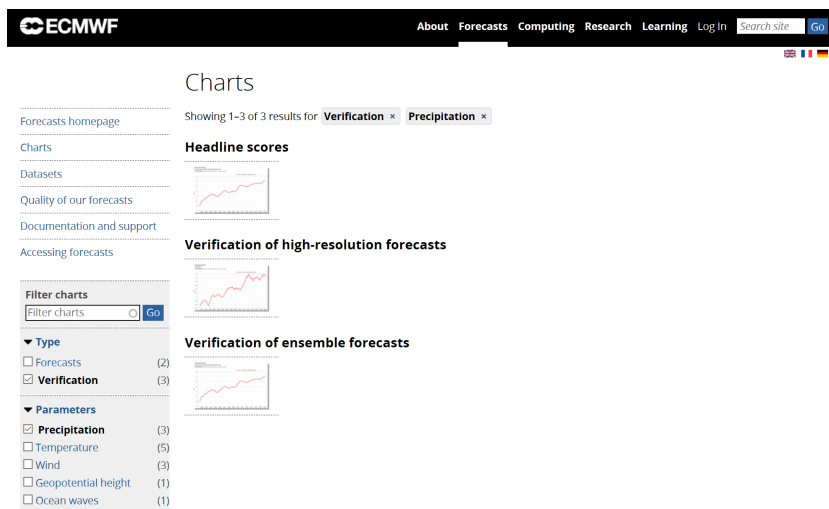 ECMWF
About Forecasts Computing Research Learning Log In Search site Go
Charts
Showing 1–3 of 3 results for Verification × Precipitation ×
Forecasts homepage
Charts
Datasets
Quality of our forecasts
Documentation and support
Accessing forecasts
Filter charts
Filter charts Go
Type
Forecasts (2)
Verification (3)
Parameters
Precipitation (3)
Temperature (5)
Wind (3)
Geopotential height (1)
Ocean waves (1)
Headline scores
Verification of high-resolution forecasts
Verification of ensemble forecasts